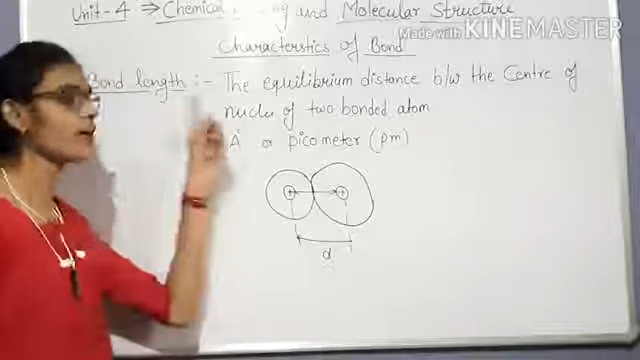 Unit-4 ⇒ Chemical and Molecular Structure
Made with KINEMASTER
Characterstics of Bond
Bond length :- The equilibrium distance b/w the Centre of
nuclei of two bonded atom
A° or picometer (pm)
+ +
d